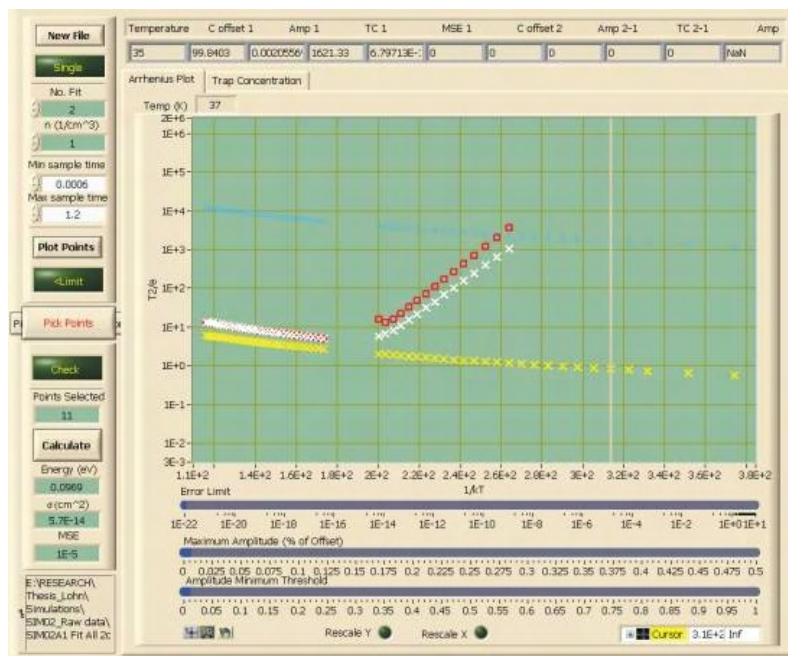 Temperature C offset 1 Amp 1 TC 1 MSE 1 C offset 2 Amp 2-1 TC 2-1 Amp
35 99.8403 0.0020556 1621.33 6.79713E-: 0 0 0 0 NaN
New File
Single
No. Fit
2
n (1/cm^3)
1
Min sample time
0.0006
Max sample time
1.2
Plot Points
<Limit
Pick Points
Check
Points Selected
11
Calculate
Energy (eV)
0.0969
σ(cm^2)
5.7E-14
MSE
1E-5
E:\RESEARCH\
Thesis_Lohn\
Simulations\
SIM02_Raw data\
SIM02A1 Fit All 2c
Arrhenius Plot Trap Concentration
Temp (K) 37
2E+6
1E+6
1E+5
1E+4
1E+3
1E+2
1E+1
1E+0
1E-1
1E-2
3E-3
T2/e
1.1E+2 1.4E+2 1.6E+2 1.8E+2 2E+2 2.2E+2 2.4E+2 2.6E+2 2.8E+2 3E+2 3.2E+2 3.4E+2 3.6E+2 3.8E+2
1/kT
Error Limit
1E-22 1E-20 1E-18 1E-16 1E-14 1E-12 1E-10 1E-8 1E-6 1E-4 1E-2 1E+0 1E+1
Maximum Amplitude (% of Offset)
0 0.025 0.05 0.075 0.1 0.125 0.15 0.175 0.2 0.225 0.25 0.275 0.3 0.325 0.35 0.375 0.4 0.425 0.45 0.475 0.5
Amplitude Minimum Threshold
0 0.05 0.1 0.15 0.2 0.25 0.3 0.35 0.4 0.45 0.5 0.55 0.6 0.65 0.7 0.75 0.8 0.85 0.9 0.95 1
Rescale Y Rescale X Cursor 3.1E+2 Inf